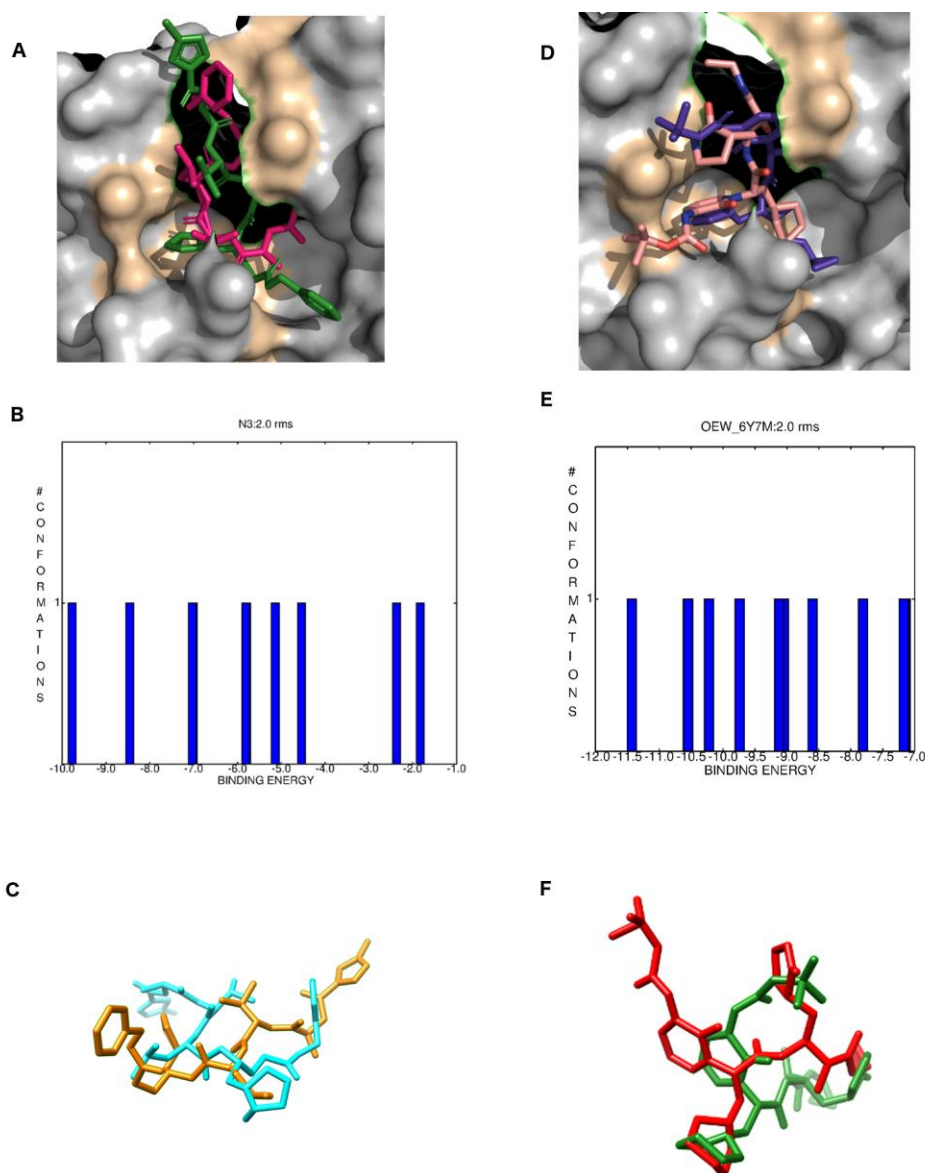 A
D
B
N3:2.0 rms
#
C
O
N
F
O
R
M
A
T
I
O
N
S
1
-10.0 -9.0 -8.0 -7.0 -6.0 -5.0 -4.0 -3.0 -2.0 -1.0
BINDING ENERGY
E
OEW_6Y7M:2.0 rms
#
C
O
N
F
O
R
M
A
T
I
O
N
S
1
-12.0 -11.5 -10.5 -10.0 -9.5 -9.0 -8.5 -8.0 -7.5 -7.0
BINDING ENERGY
C
F